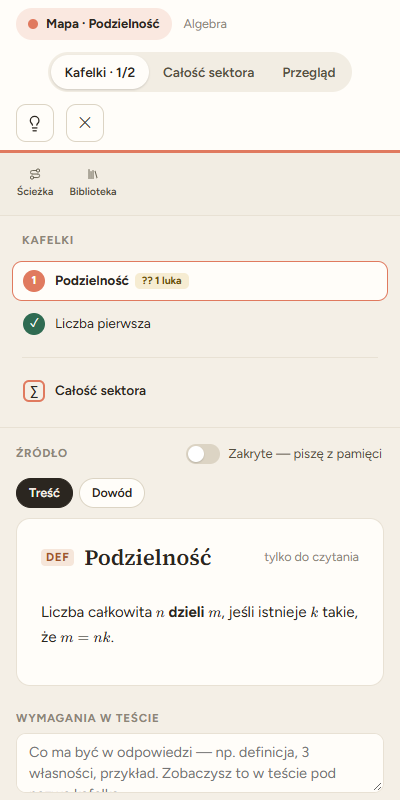 Mapa · Podzielność Algebra
Kafelki · 1/2 Całość sektora Przegląd
Ścieżka Biblioteka
KAFELKI
1 Podzielność ?? 1 luka
✓ Liczba pierwsza
∑ Całość sektora
ŹRÓDŁO Zakryte — piszę z pamięci
Treść Dowód
DEF Podzielność tylko do czytania
Liczba całkowita n dzieli m, jeśli istnieje k takie,
że m = nk.
WYMAGANIA W TEŚCIE
Co ma być w odpowiedzi — np. definicja, 3
własności, przykład. Zobaczysz to w teście pod